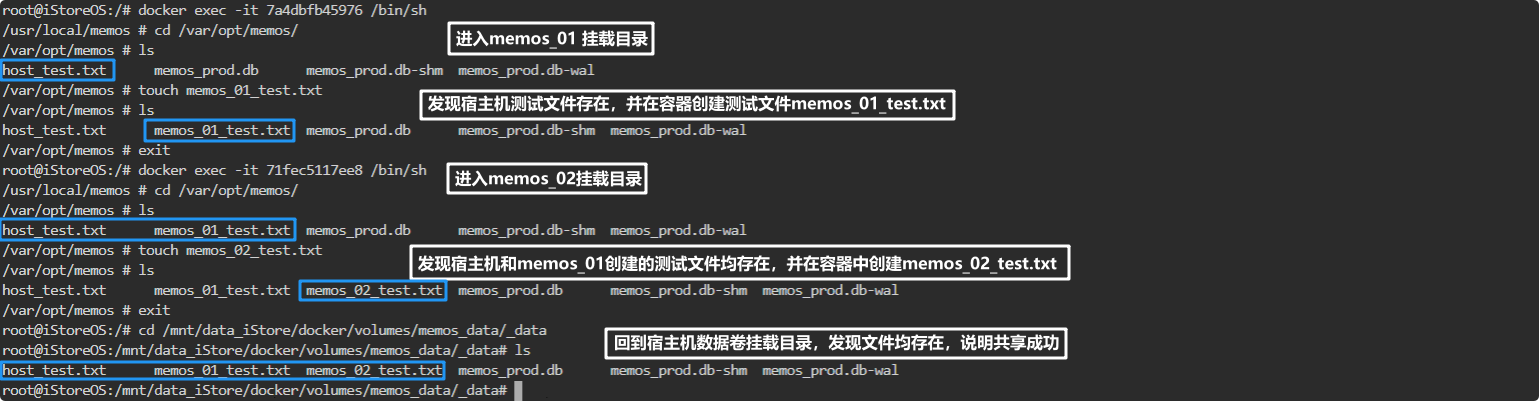 root@iStoreOS:/# docker exec -it 7a4dbfb45976 /bin/sh
/usr/local/memos # cd /var/opt/memos/
进入memos_01 挂载目录
/var/opt/memos # ls
host_test.txt memos_prod.db memos_prod.db-shm memos_prod.db-wal
/var/opt/memos # touch memos_01_test.txt
发现宿主机测试文件存在，并在容器创建测试文件memos_01_test.txt
/var/opt/memos # ls
host_test.txt memos_01_test.txt memos_prod.db memos_prod.db-shm memos_prod.db-wal
/var/opt/memos # exit
root@iStoreOS:/# docker exec -it 71fec5117ee8 /bin/sh
进入memos_02挂载目录
/usr/local/memos # cd /var/opt/memos/
/var/opt/memos # ls
host_test.txt memos_01_test.txt memos_prod.db memos_prod.db-shm memos_prod.db-wal
/var/opt/memos # touch memos_02_test.txt
发现宿主机和memos_01创建的测试文件均存在，并在容器中创建memos_02_test.txt
/var/opt/memos # ls
host_test.txt memos_01_test.txt memos_02_test.txt memos_prod.db memos_prod.db-shm memos_prod.db-wal
/var/opt/memos # exit
root@iStoreOS:/# cd /mnt/data_iStore/docker/volumes/memos_data/_data
回到宿主机数据卷挂载目录，发现文件均存在，说明共享成功
root@iStoreOS:/mnt/data_iStore/docker/volumes/memos_data/_data# ls
host_test.txt memos_01_test.txt memos_02_test.txt memos_prod.db memos_prod.db-shm memos_prod.db-wal
root@iStoreOS:/mnt/data_iStore/docker/volumes/memos_data/_data#